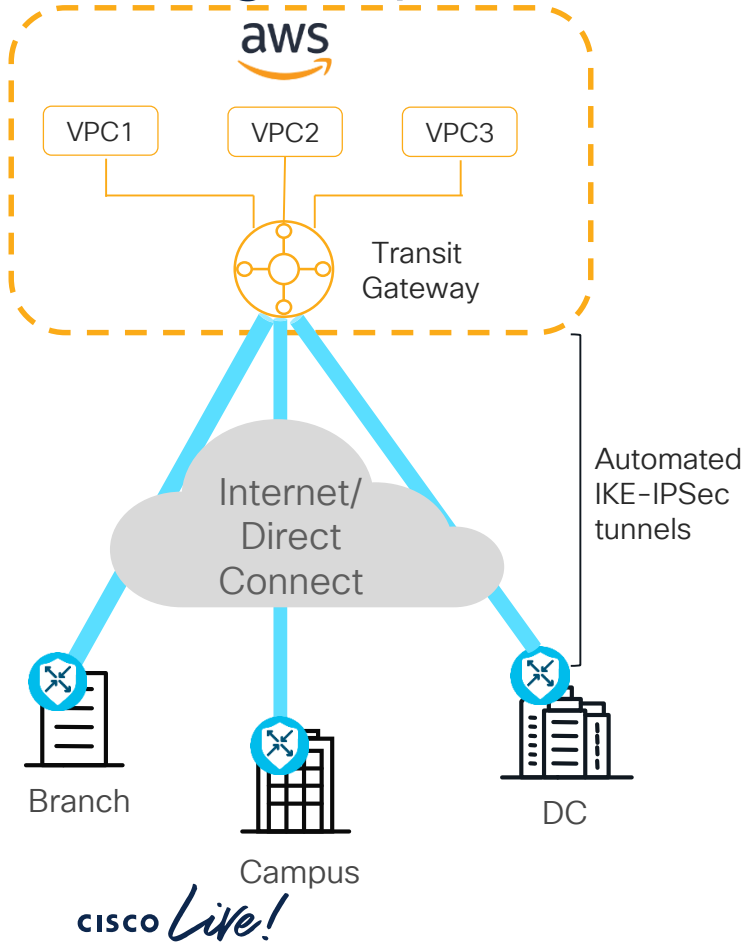 aws
VPC1
VPC2
VPC3
Transit
Gateway
Internet/
Direct
Connect
Automated
IKE-IPSec
tunnels
Branch
Campus
DC
CISCO Live!